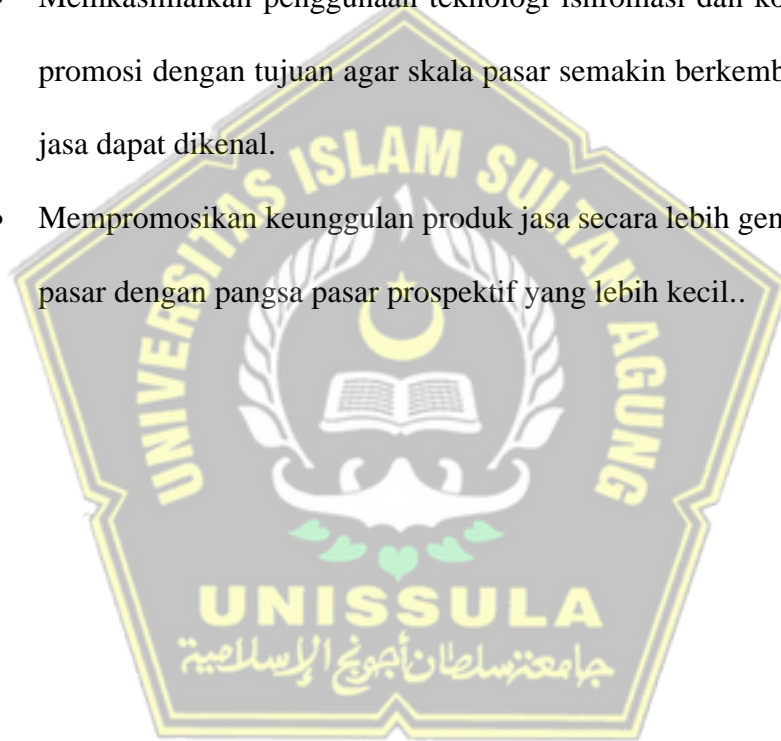 promosi dengan tujuan agar skala pasar semakin berkemb
jasa dapat dikenal.
• Mempromosikan keunggulan produk jasa secara lebih gen
pasar dengan pangsa pasar prospektif yang lebih kecil..
UNIVERSITAS ISLAM SULTAN AGUNG
UNISSULA
جامعة سلطان أجونج الإسلامية